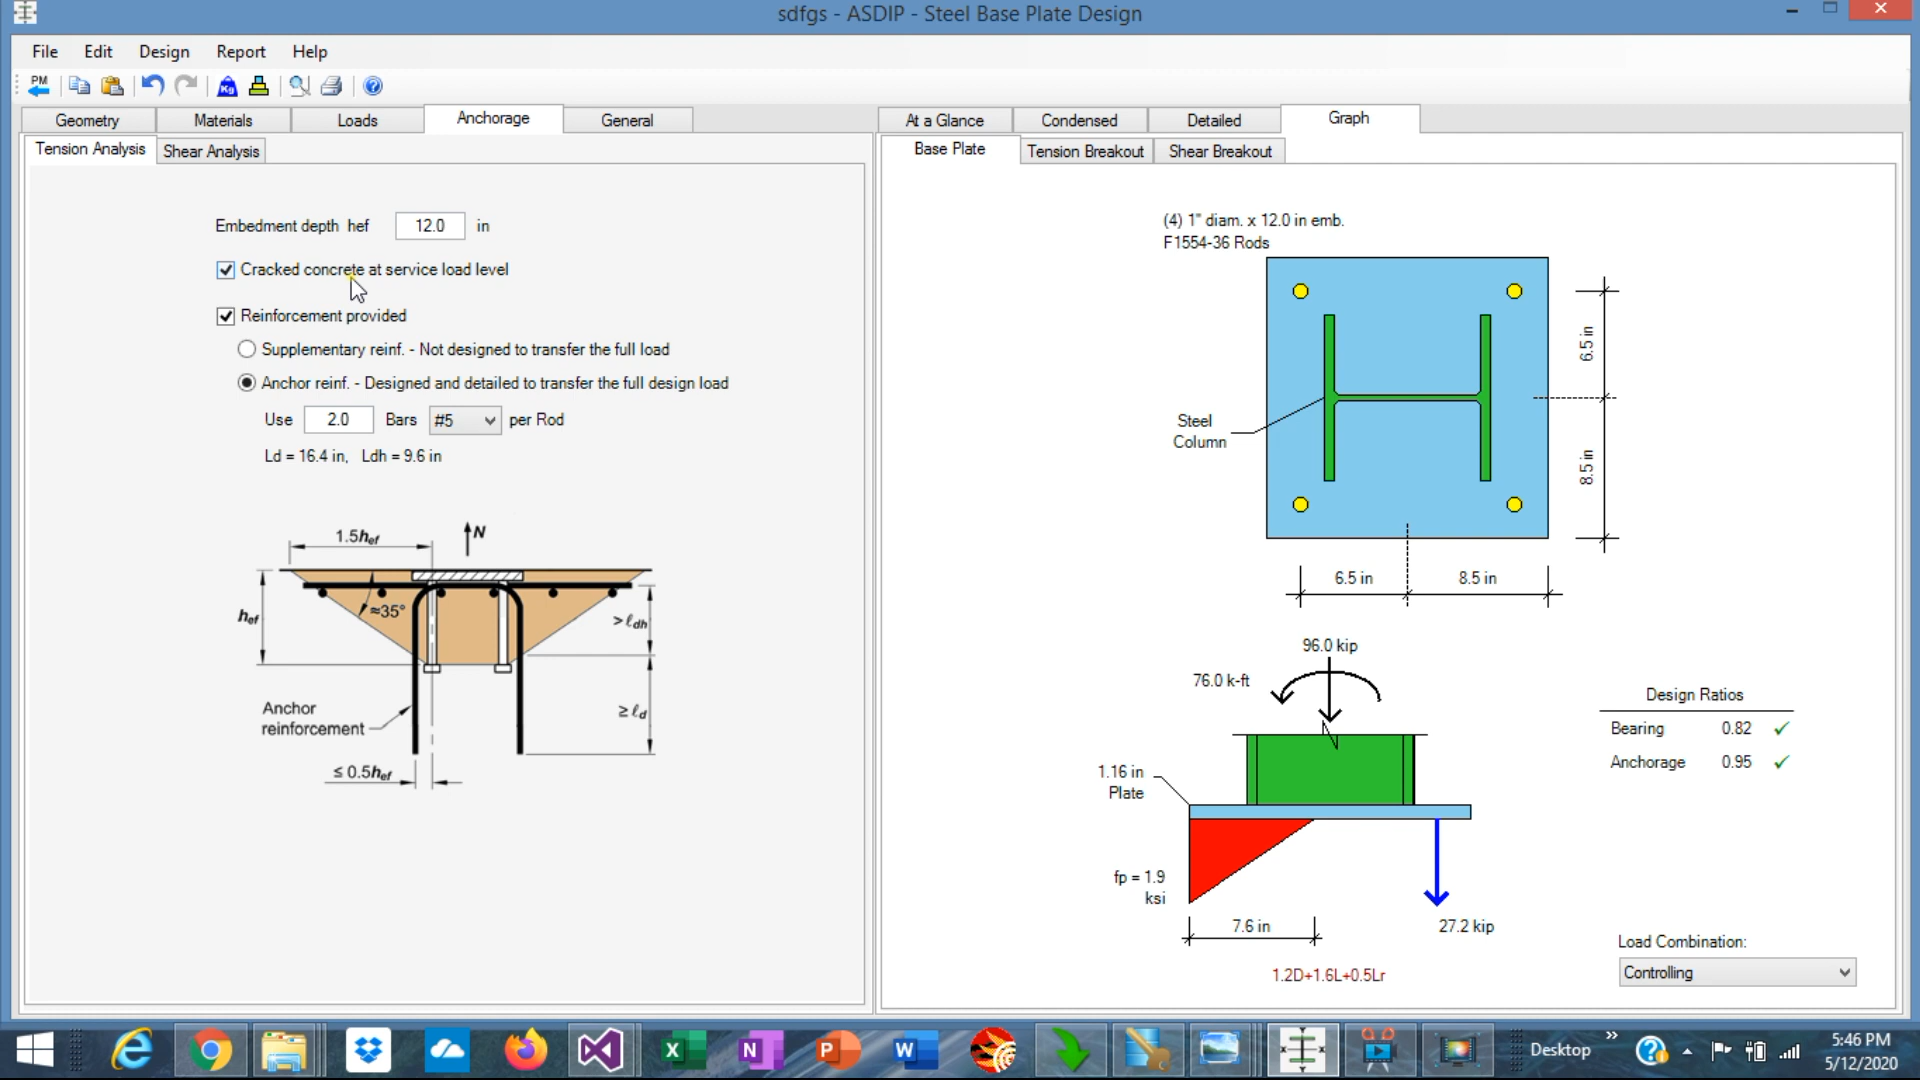 sdfgs - ASDIP - Steel Base Plate Design
File Edit Design Report Help
PM Kg
Geometry Materials Loads Anchorage General
Tension Analysis Shear Analysis
Embedment depth hef 12.0 in
Cracked concrete at service load level
Reinforcement provided
Supplementary reinf. - Not designed to transfer the full load
Anchor reinf. - Designed and detailed to transfer the full design load
Use 2.0 Bars #5 per Rod
Ld = 16.4 in, Ldh = 9.6 in
1.5hef
N
≈35°
hef
>ℓdh
Anchor
reinforcement
≥ℓd
≤ 0.5hef
At a Glance Condensed Detailed Graph
Base Plate Tension Breakout Shear Breakout
(4) 1" diam. x 12.0 in emb.
F1554-36 Rods
6.5 in
Steel
Column
8.5 in
6.5 in 8.5 in
96.0 kip
76.0 k-ft
1.16 in
Plate
fp = 1.9
ksi
7.6 in
27.2 kip
1.2D+1.6L+0.5Lr
Design Ratios
Bearing 0.82 ✓
Anchorage 0.95 ✓
Load Combination:
Controlling
Desktop
5:46 PM
5/12/2020